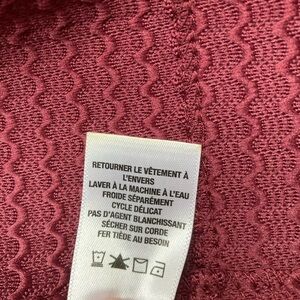 RETOURNER LE VÊTEMENT À
L'ENVERS
LAVER À LA MACHINE À L'EAU
FROIDE SÉPARÉMENT
CYCLE DÉLICAT
PAS D'AGENT BLANCHISSANT
SÉCHER SUR CORDE
FER TIÈDE AU BESOIN